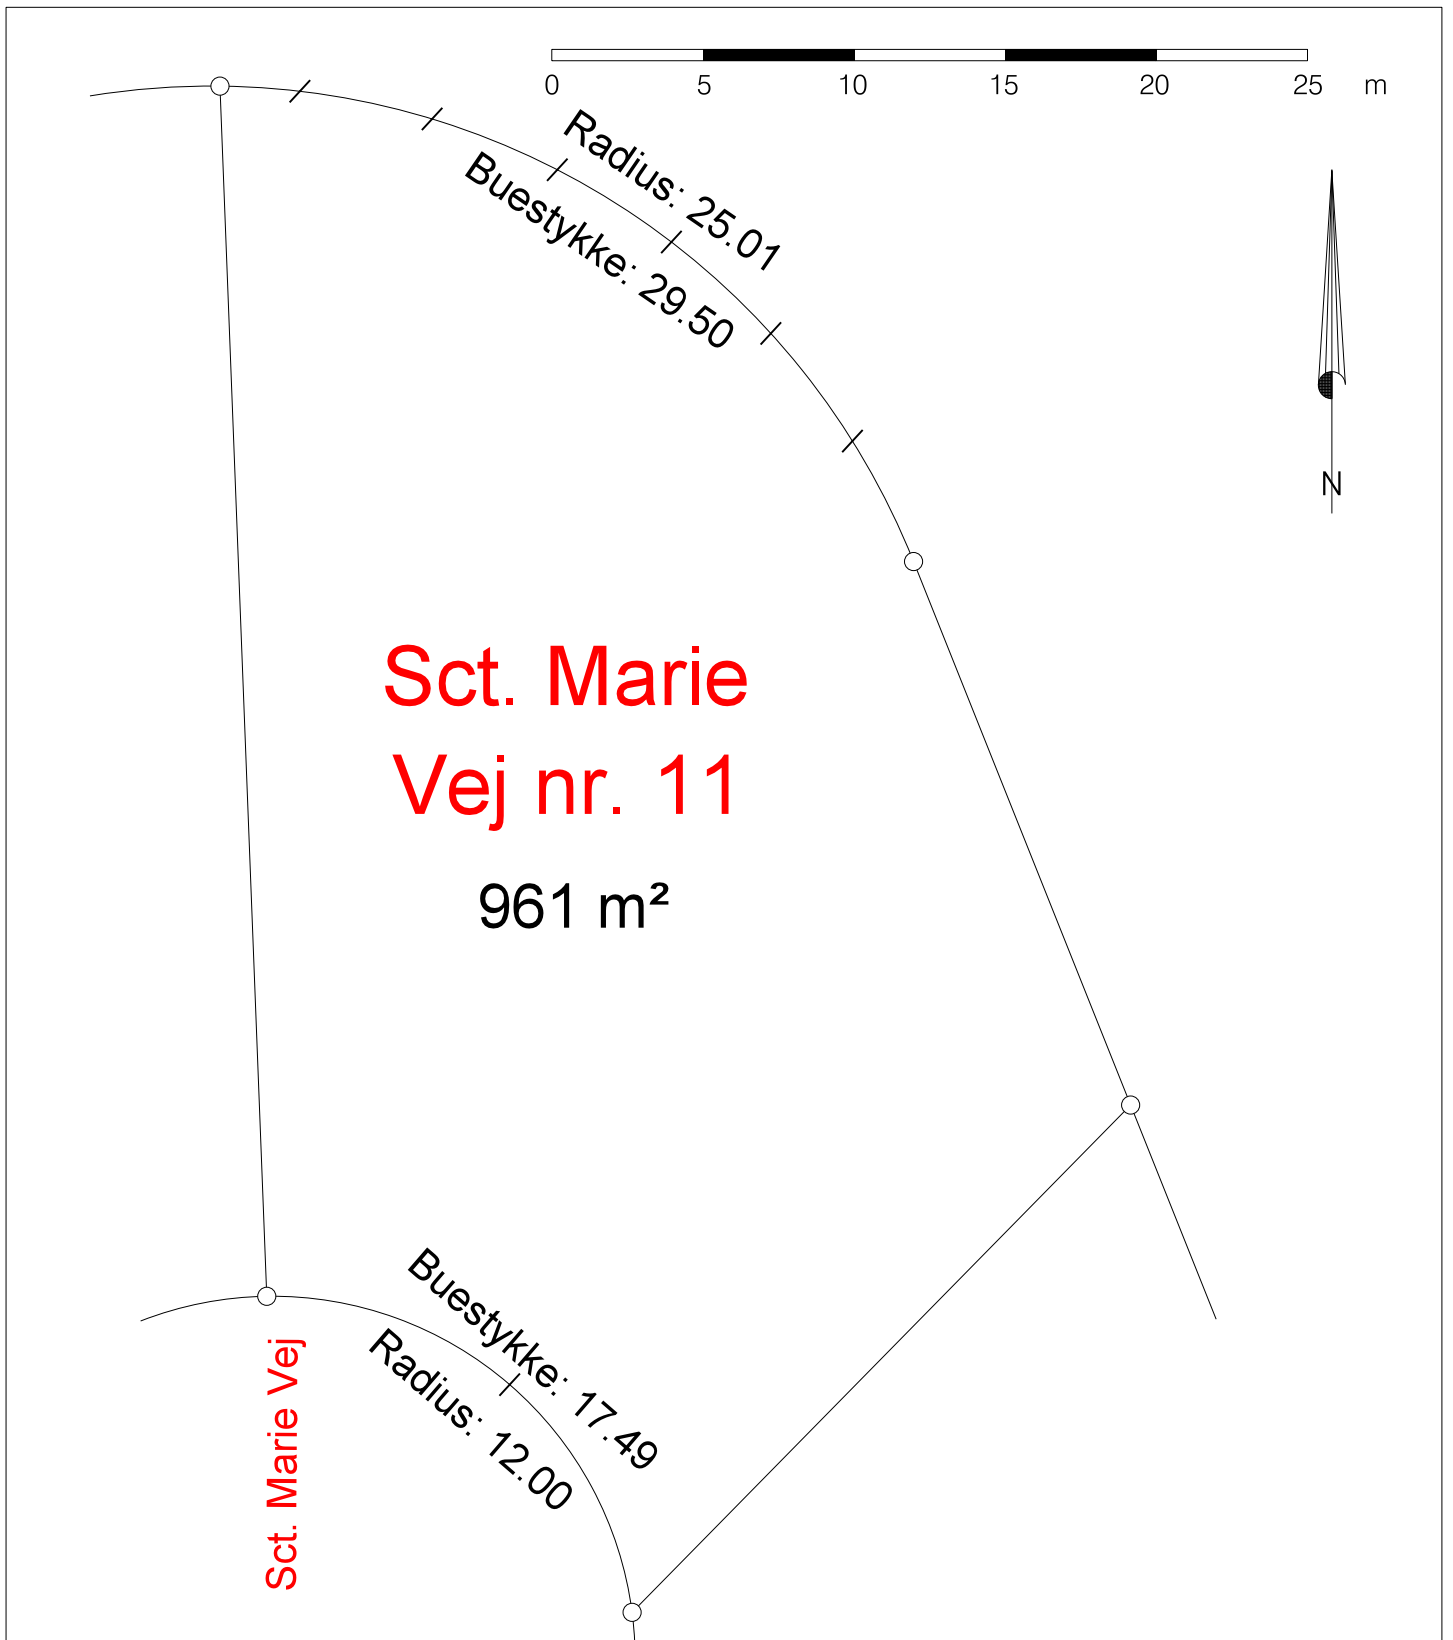 0 5 10 15 20 25 m
Radius: 25.01
Buestykke: 29.50
N
Sct. Marie
Vej nr. 11
961 m²
Buestykke: 17.49
Radius: 12.00
Sct. Marie Vej